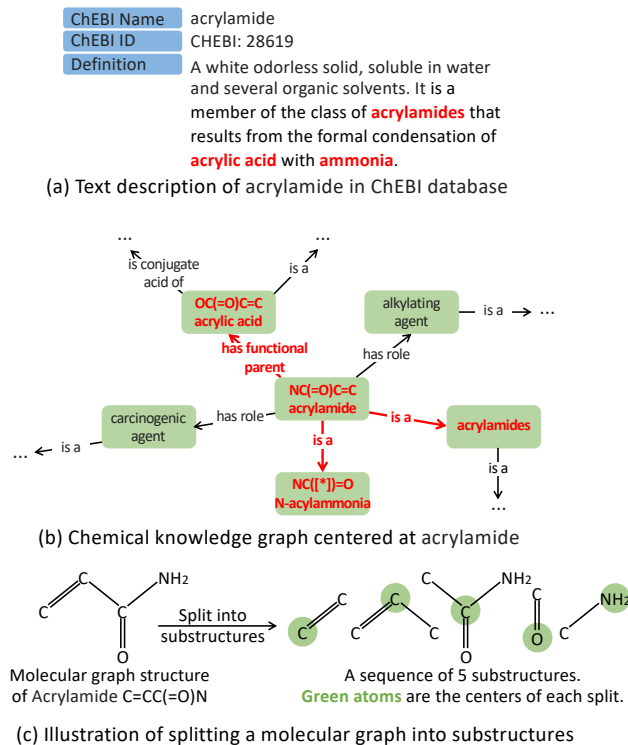 ChEBI Name acrylamide
ChEBI ID CHEBI: 28619
Definition A white odorless solid, soluble in water
and several organic solvents. It is a
member of the class of acrylamides that
results from the formal condensation of
acrylic acid with ammonia.
(a) Text description of acrylamide in ChEBI database
... ...
is conjugate
acid of
is a
OC(=O)C=C
acrylic acid
alkylating
agent
is a ...
has functional
parent
has role
NC(=O)C=C
acrylamide
carcinogenic
agent
has role
is a
acrylamides
... is a
is a
is a
NC([*])=O
N-acylammonia
...
(b) Chemical knowledge graph centered at acrylamide
C C NH2 C O
Split into
substructures
C C C C C C C NH2 O C O C NH2
Molecular graph structure
of Acrylamide C=CC(=O)N
A sequence of 5 substructures.
Green atoms are the centers of each split.
(c) Illustration of splitting a molecular graph into substructures